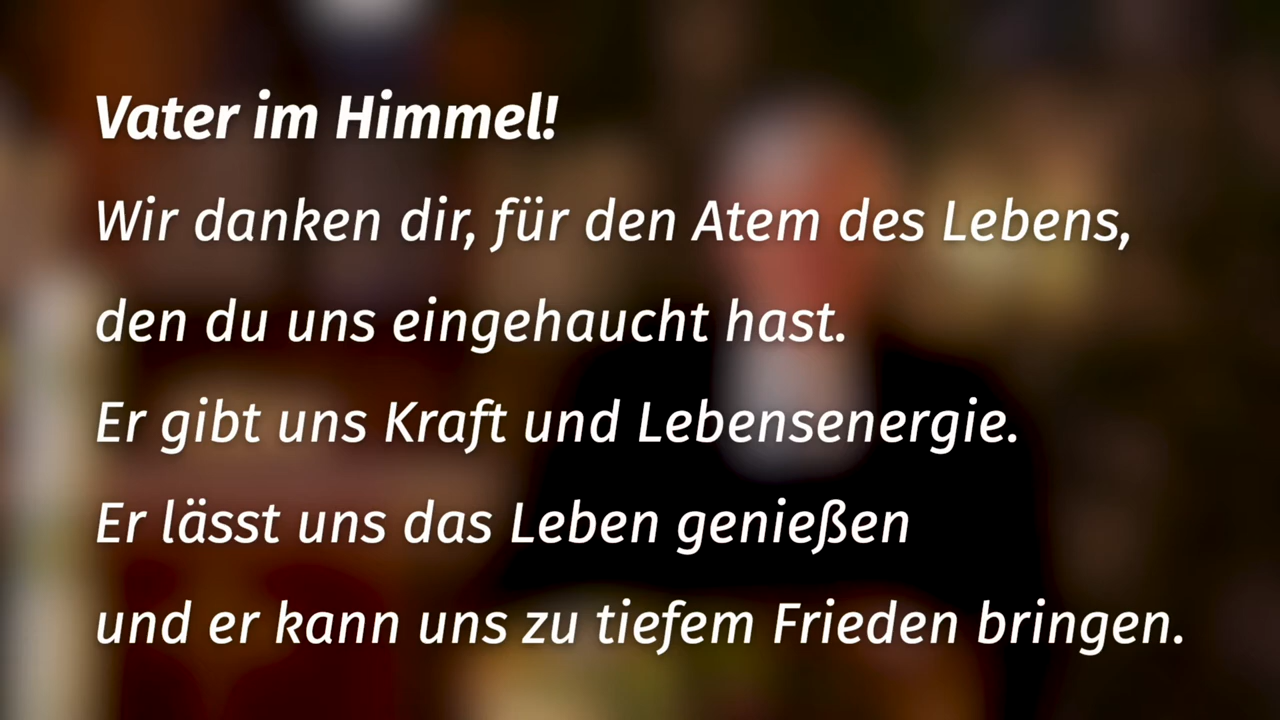 Vater im Himmel!
Wir danken dir, für den Atem des Lebens,
den du uns eingehaucht hast.
Er gibt uns Kraft und Lebensenergie.
Er lässt uns das Leben genießen
und er kann uns zu tiefem Frieden bringen.